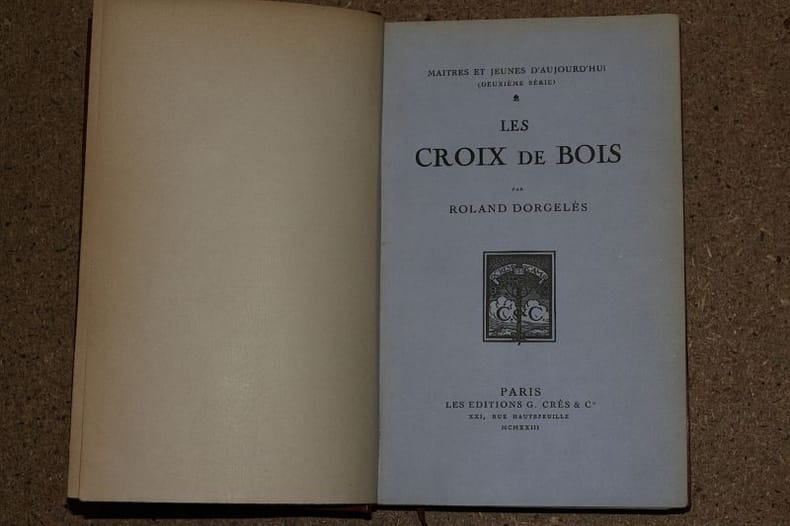 MAITRES ET JEUNES D'AUJOURD'HUI
(DEUXIÈME SÉRIE)
LES
CROIX DE BOIS
PAR
ROLAND DORGELÈS
C & C
PARIS
LES EDITIONS G. CRÈS & Cº
XXI, RUE HAUTEFEUILLE
MCMXXIII